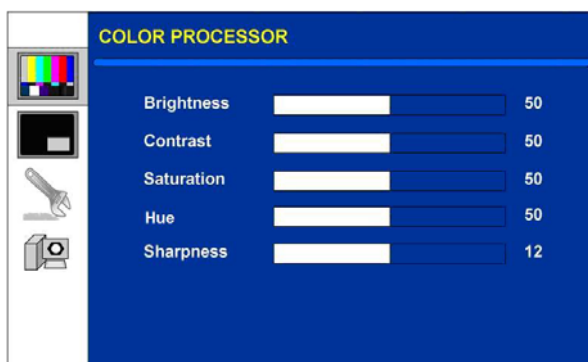 COLOR PROCESSOR
Brightness 50
Contrast 50
Saturation 50
Hue 50
Sharpness 12